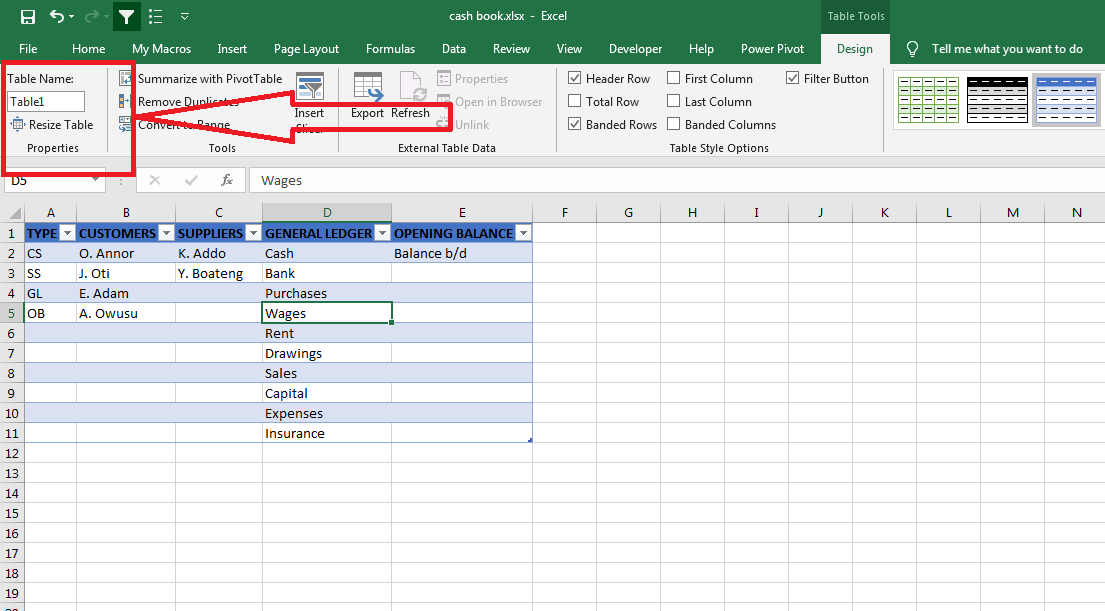 cash book.xlsx - Excel
Table Tools
File Home My Macros Insert Page Layout Formulas Data Review View Developer Help Power Pivot Design Tell me what you want to do
Table Name:
Table1
Resize Table
Properties
Summarize with PivotTable
Remove Duplicates
Convert to Range
Insert
Slicer
Tools
Export Refresh
Properties
Open in Browser
Unlink
External Table Data
Header Row First Column Filter Button
Total Row Last Column
Banded Rows Banded Columns
Table Style Options
D5 fx Wages
A B C D E F G H I J K L M N
1 TYPE CUSTOMERS SUPPLIERS GENERAL LEDGER OPENING BALANCE
2 CS O. Annor K. Addo Cash Balance b/d
3 SS J. Oti Y. Boateng Bank
4 GL E. Adam Purchases
5 OB A. Owusu Wages
6 Rent
7 Drawings
8 Sales
9 Capital
10 Expenses
11 Insurance
12
13
14
15
16
17
18
19